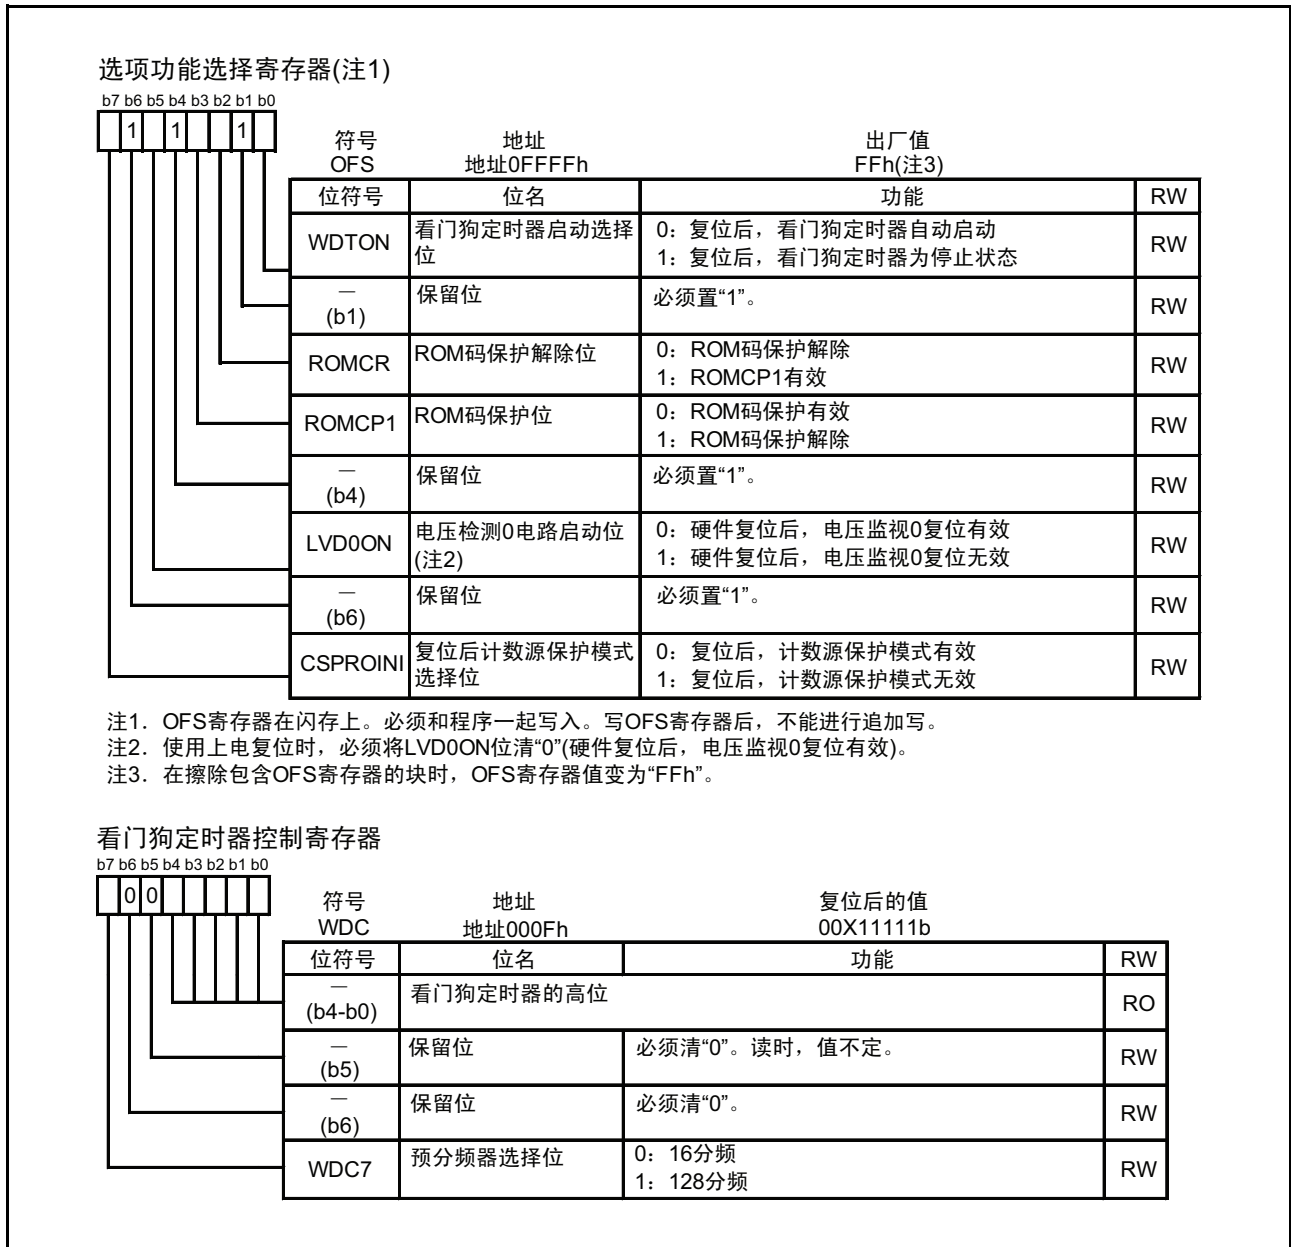 选项功能选择寄存器(注1)
b7 b6 b5 b4 b3 b2 b1 b0
1 1 1
符号 地址 出厂值
OFS 地址0FFFFh FFh(注3)
位符号 位名 功能 RW
WDTON 看门狗定时器启动选择位 0：复位后，看门狗定时器自动启动 RW
1：复位后，看门狗定时器为停止状态
— (b1) 保留位 必须置“1”。 RW
ROMCR ROM码保护解除位 0：ROM码保护解除 RW
1：ROMCP1有效
ROMCP1 ROM码保护位 0：ROM码保护有效 RW
1：ROM码保护解除
— (b4) 保留位 必须置“1”。 RW
LVD0ON 电压检测0电路启动位(注2) 0：硬件复位后，电压监视0复位有效 RW
1：硬件复位后，电压监视0复位无效
— (b6) 保留位 必须置“1”。 RW
CSPROINI 复位后计数源保护模式选择位 0：复位后，计数源保护模式有效 RW
1：复位后，计数源保护模式无效
注1．OFS寄存器在闪存上。必须和程序一起写入。写OFS寄存器后，不能进行追加写。
注2．使用上电复位时，必须将LVD0ON位清“0”(硬件复位后，电压监视0复位有效)。
注3．在擦除包含OFS寄存器的块时，OFS寄存器值变为“FFh”。
看门狗定时器控制寄存器
b7 b6 b5 b4 b3 b2 b1 b0
0 0
符号 地址 复位后的值
WDC 地址000Fh 00X11111b
位符号 位名 功能 RW
— (b4-b0) 看门狗定时器的高位 RO
— (b5) 保留位 必须清“0”。读时，值不定。 RW
— (b6) 保留位 必须清“0”。 RW
WDC7 预分频器选择位 0：16分频 RW
1：128分频